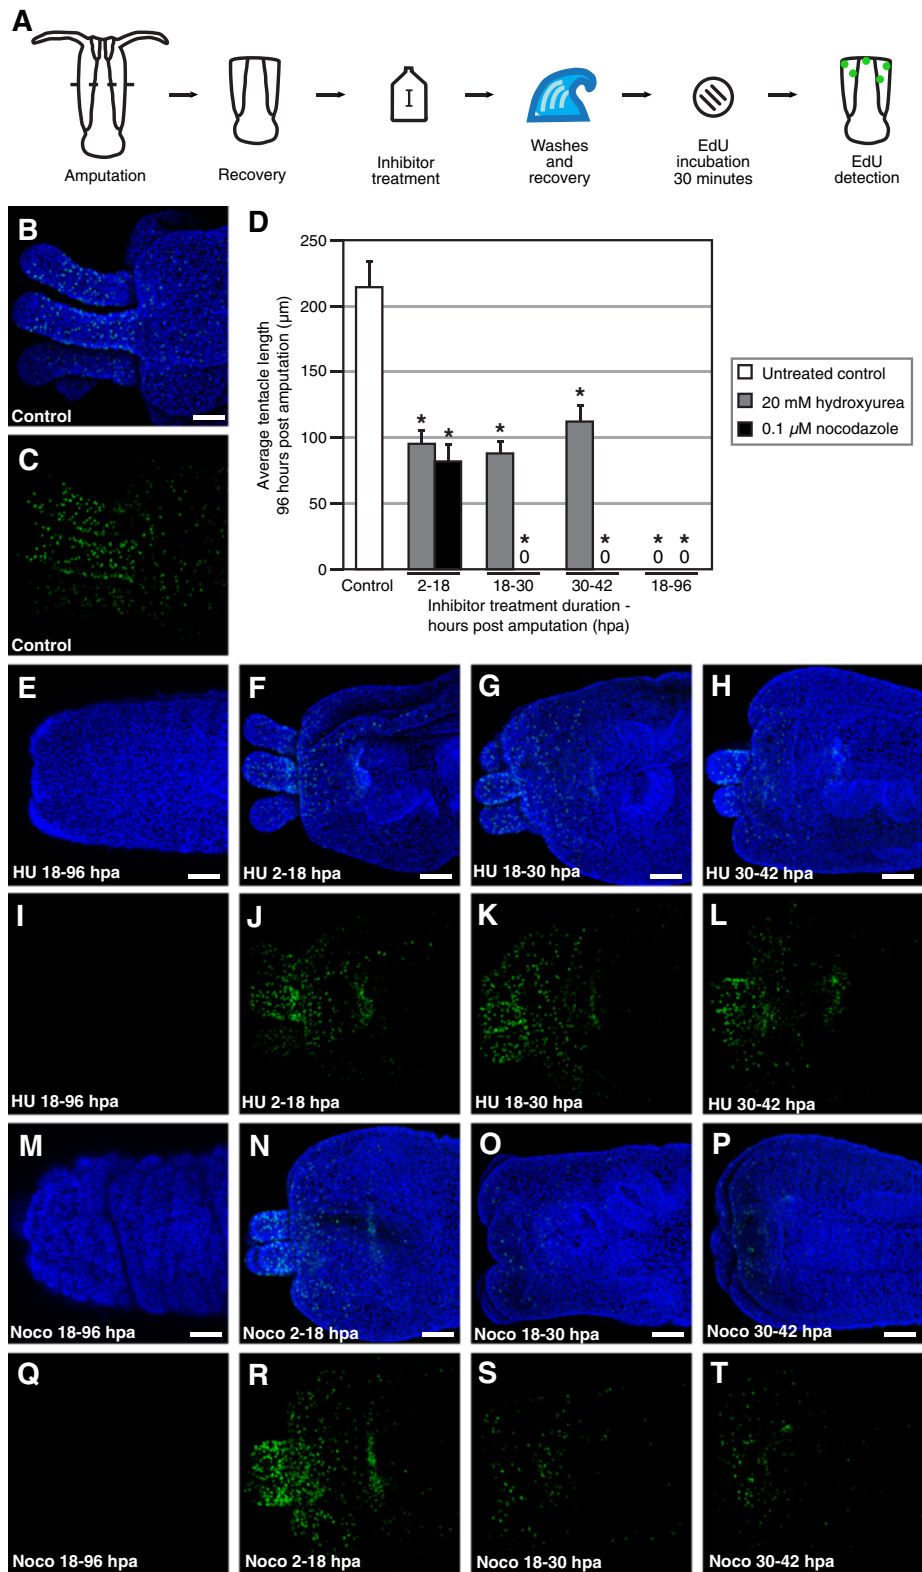 A
Amputation
Recovery
I
Inhibitor
treatment
Washes
and
recovery
EdU
incubation
30 minutes
EdU
detection
B
Control
C
Control
D
Average tentacle length
96 hours post amputation (µm)
250
200
150
100
50
0
* * * * * * * *
0 0 0 0
Control 2-18 18-30 30-42 18-96
Inhibitor treatment duration -
hours post amputation (hpa)
Untreated control
20 mM hydroxyurea
0.1 µM nocodazole
E
HU 18-96 hpa
F
HU 2-18 hpa
G
HU 18-30 hpa
H
HU 30-42 hpa
I
HU 18-96 hpa
J
HU 2-18 hpa
K
HU 18-30 hpa
L
HU 30-42 hpa
M
Noco 18-96 hpa
N
Noco 2-18 hpa
O
Noco 18-30 hpa
P
Noco 30-42 hpa
Q
Noco 18-96 hpa
R
Noco 2-18 hpa
S
Noco 18-30 hpa
T
Noco 30-42 hpa